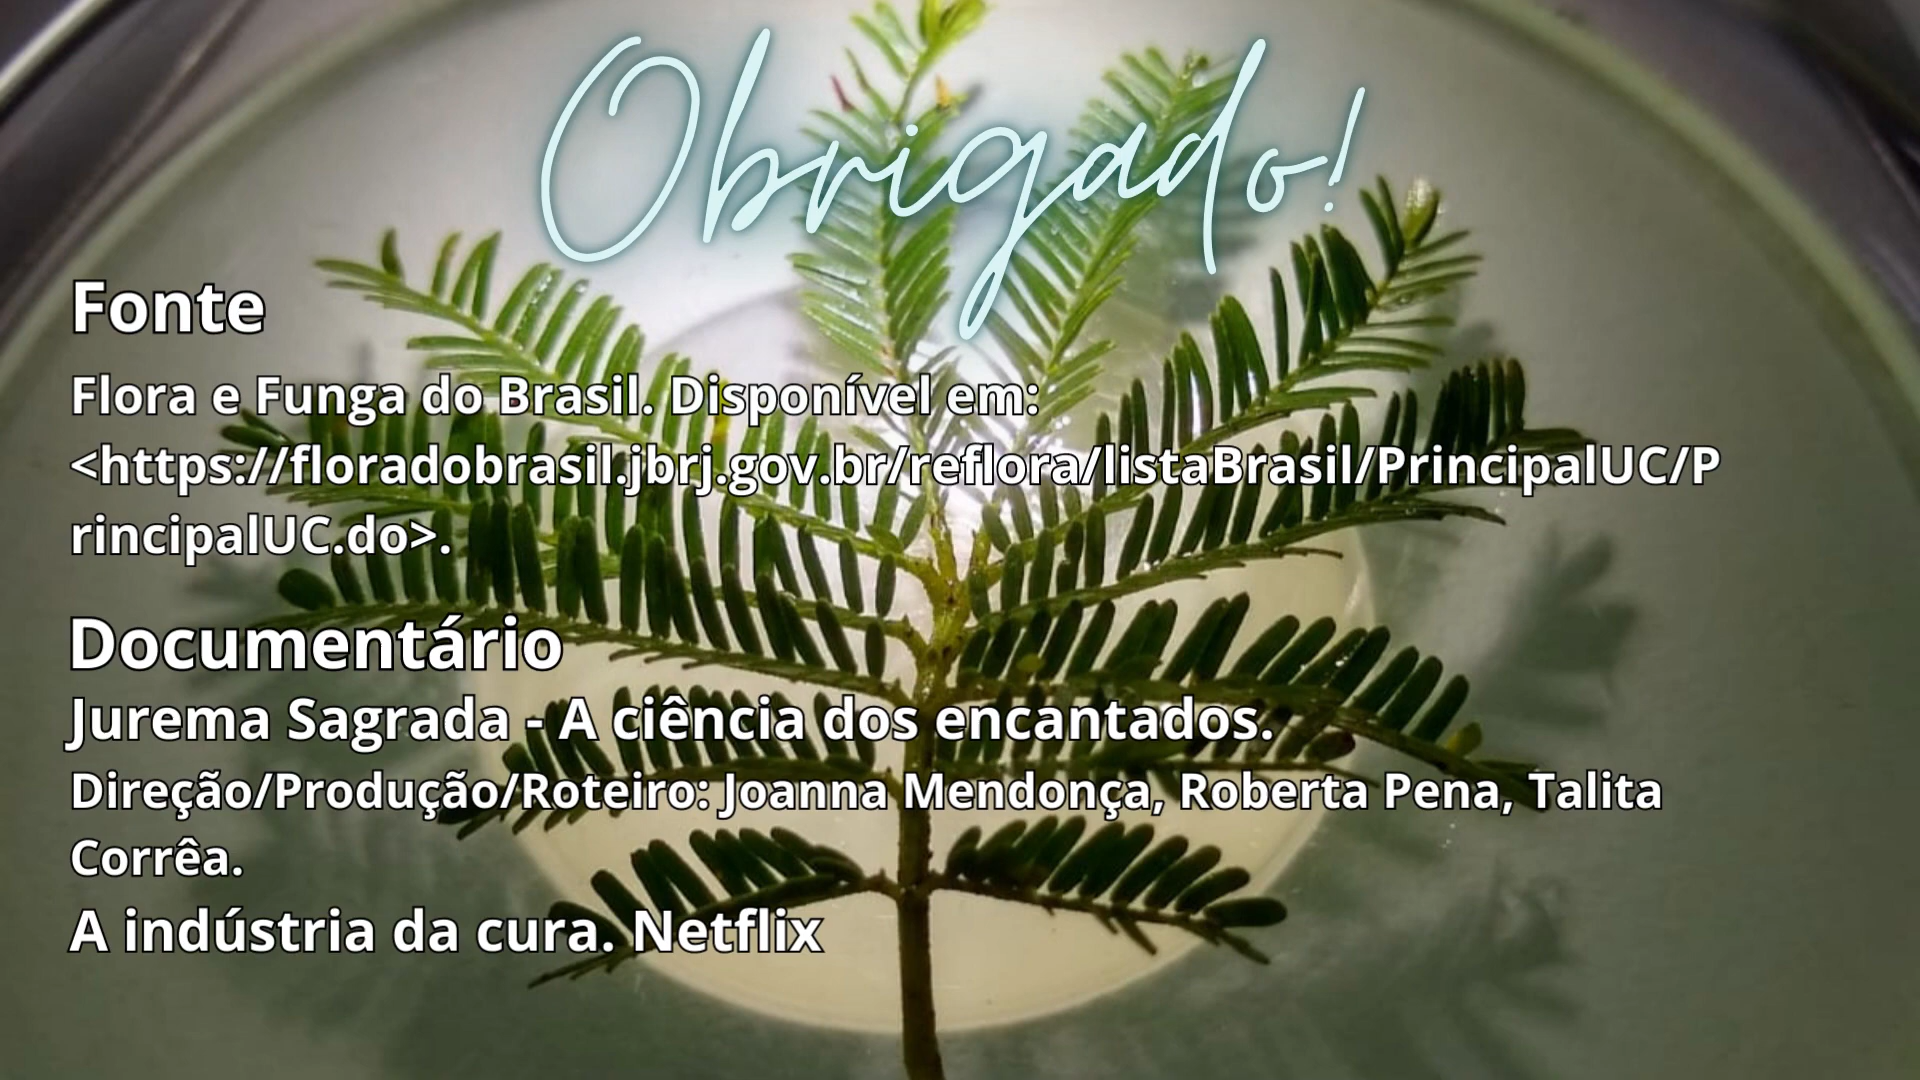 Obrigado!
Fonte
Flora e Funga do Brasil. Disponível em:
<https://floradobrasil.jbrj.gov.br/reflora/listaBrasil/PrincipalUC/P
rincipalUC.do>.
Documentário
Jurema Sagrada - A ciência dos encantados.
Direção/Produção/Roteiro: Joanna Mendonça, Roberta Pena, Talita
Corrêa.
A indústria da cura. Netflix